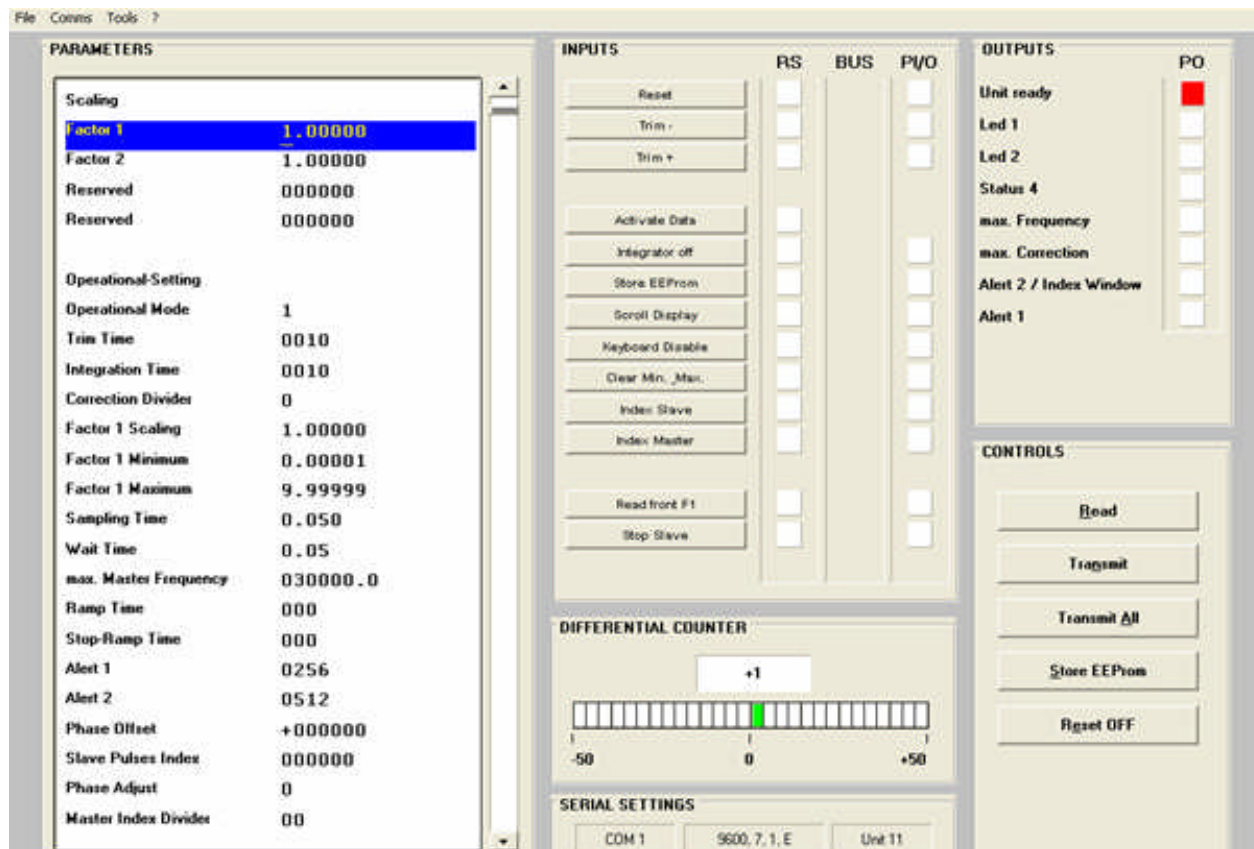 File Comms Tools ?
PARAMETERS
Scaling
Factor 1 1.00000
Factor 2 1.00000
Reserved 000000
Reserved 000000
Operational-Setting
Operational Mode 1
Trim Time 0010
Integration Time 0010
Correction Divider 0
Factor 1 Scaling 1.00000
Factor 1 Minimum 0.00001
Factor 1 Maximum 9.99999
Sampling Time 0.050
Wait Time 0.05
max. Master Frequency 030000.0
Ramp Time 000
Stop-Ramp Time 000
Alert 1 0256
Alert 2 0512
Phase Offset +000000
Slave Pulses Index 000000
Phase Adjust 0
Master Index Divider 00
INPUTS
RS BUS PI/O
Reset
Trim -
Trim +
Activate Data
Integrator off
Store EEProm
Scroll Display
Keyboard Disable
Clear Min._Max.
Index Slave
Index Master
Read front F1
Stop Slave
DIFFERENTIAL COUNTER
+1
-50 0 +50
SERIAL SETTINGS
COM 1 9600, 7, 1, E Unit 11
OUTPUTS
PO
Unit ready
Led 1
Led 2
Status 4
max. Frequency
max. Correction
Alert 2 / Index Window
Alert 1
CONTROLS
Read
Transmit
Transmit All
Store EEProm
Reset OFF